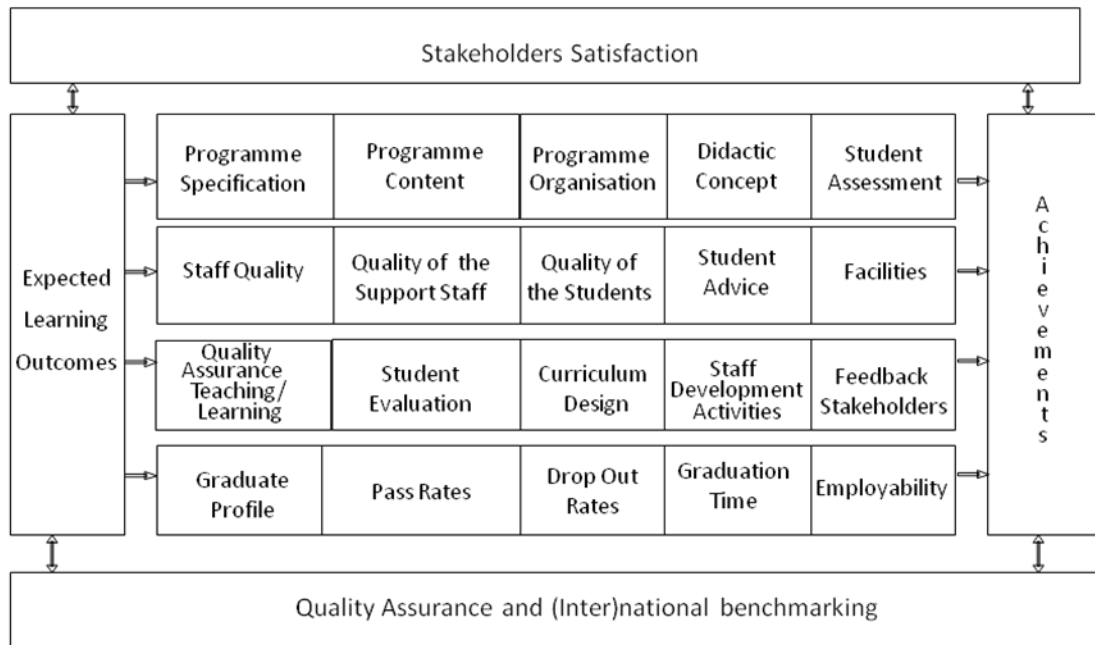 Stakeholders Satisfaction
Programme
Specification
Programme
Content
Programme
Organisation
Didactic
Concept
Student
Assessment
Expected
Learning
Outcomes
Staff Quality
Quality of the
Support Staff
Quality of
the Students
Student
Advice
Facilities
Quality
Assurance
Teaching/
Learning
Student
Evaluation
Curriculum
Design
Staff
Development
Activities
Feedback
Stakeholders
Graduate
Profile
Pass Rates
Drop Out
Rates
Graduation
Time
Employability
Achievements
Quality Assurance and (Inter)national benchmarking